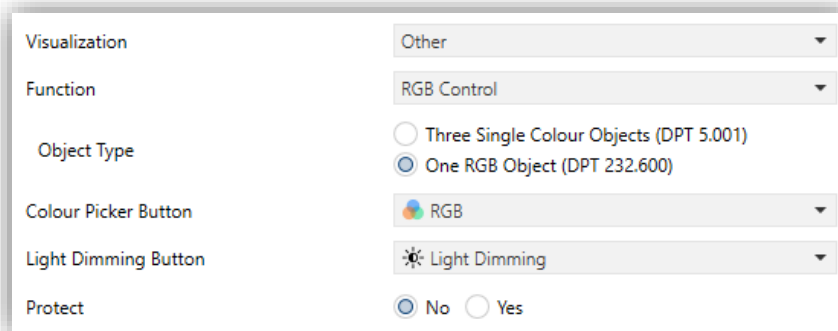 Visualization
Other
Function
RGB Control
Object Type
Three Single Colour Objects (DPT 5.001)
One RGB Object (DPT 232.600)
Colour Picker Button
RGB
Light Dimming Button
Light Dimming
Protect
No Yes